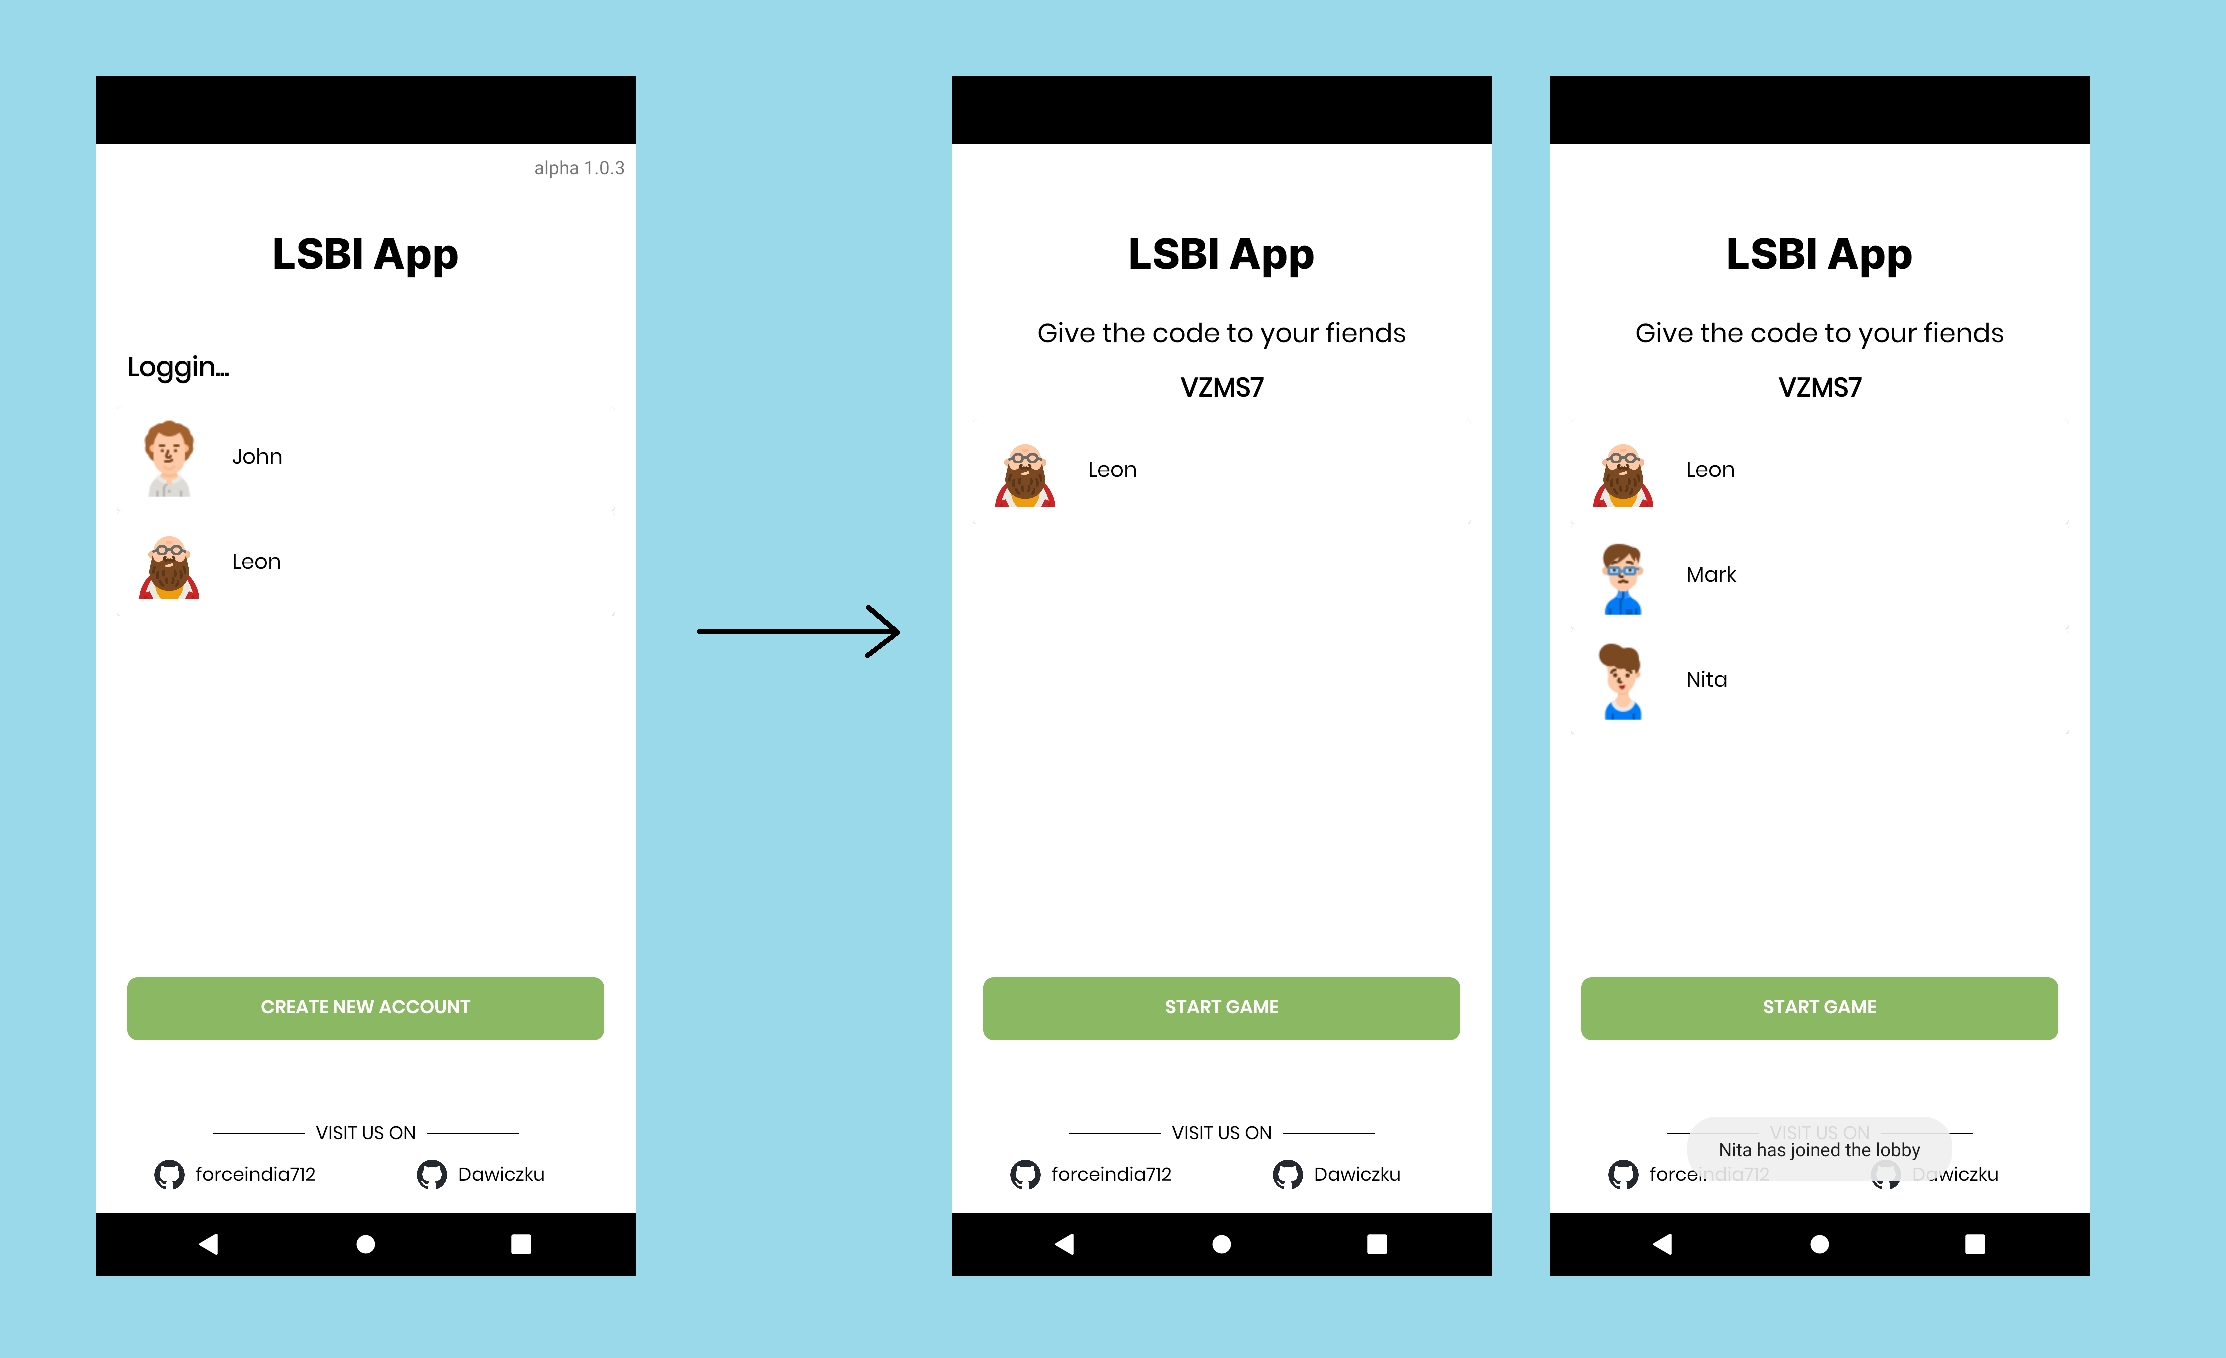 alpha 1.0.3
LSBI App
Loggin...
John
Leon
CREATE NEW ACCOUNT
VISIT US ON
forceindia712
Dawiczku
LSBI App
Give the code to your fiends
VZMS7
Leon
START GAME
VISIT US ON
forceindia712
Dawiczku
LSBI App
Give the code to your fiends
VZMS7
Leon
Mark
Nita
START GAME
VISIT US ON
Nita has joined the lobby
forceindia712
Dawiczku